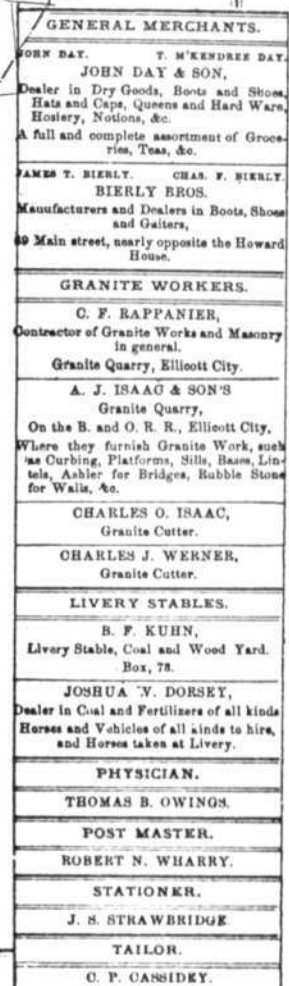 GENERAL MERCHANTS.
JOHN DAY. T. M'KENDREE DAY.
JOHN DAY & SON,
Dealer in Dry Goods, Boots and Shoes,
Hats and Caps, Queens and Hard Ware,
Hosiery, Notions, &c.
A full and complete assortment of Groce-
ries, Teas, &c.
JAMES T. BIERLY. CHAS. F. BIERLY.
BIERLY BROS.
Manufacturers and Dealers in Boots, Shoes
and Gaiters,
89 Main street, nearly opposite the Howard
House.
GRANITE WORKERS.
C. F. RAPPANIER,
Contractor of Granite Works and Masonry
in general.
Granite Quarry, Ellicott City.
A. J. ISAAC & SON'S
Granite Quarry,
On the B. and O. R. R., Ellicott City,
Where they furnish Granite Work, such
as Curbing, Platforms, Sills, Bases, Lin-
tels, Ashler for Bridges, Rubble Stone
for Walls, &c.
CHARLES O. ISAAC,
Granite Cutter.
CHARLES J. WERNER,
Granite Cutter.
LIVERY STABLES.
B. F. KUHN,
Livery Stable, Coal and Wood Yard.
Box, 78.
JOSHUA W. DORSEY,
Dealer in Coal and Fertilizers of all kinds
Horses and Vehicles of all kinds to hire,
and Horses taken at Livery.
PHYSICIAN.
THOMAS B. OWINGS.
POST MASTER.
ROBERT N. WHARRY.
STATIONER.
J. S. STRAWBRIDGE
TAILOR.
C. P. CASSIDEY.